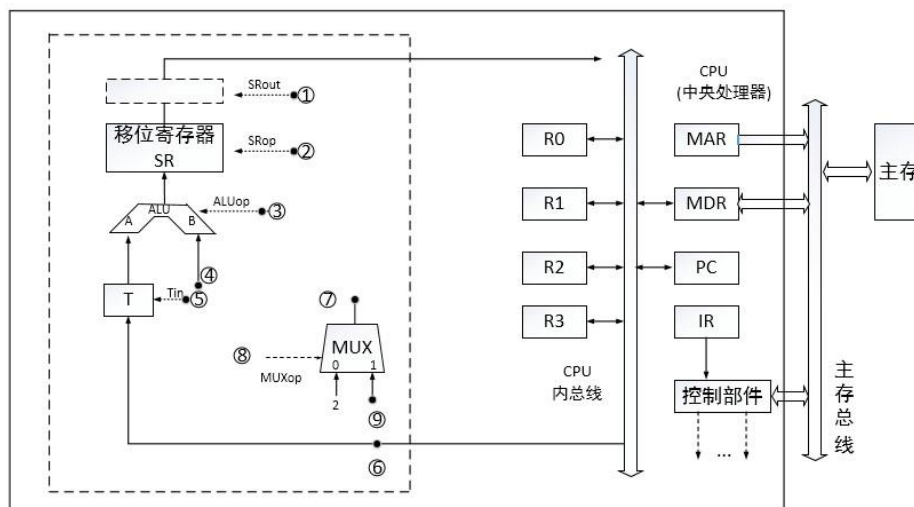 SRout
①
移位寄存器
SR
SRop
②
ALU
A
B
ALUop
③
④
T
Tin
⑤
⑦
MUX
0
1
⑧
MUXop
2
⑨
⑥
R0
R1
R2
R3
CPU
内总线
CPU
(中央处理器)
MAR
MDR
PC
IR
控制部件
...
主存总线
主存